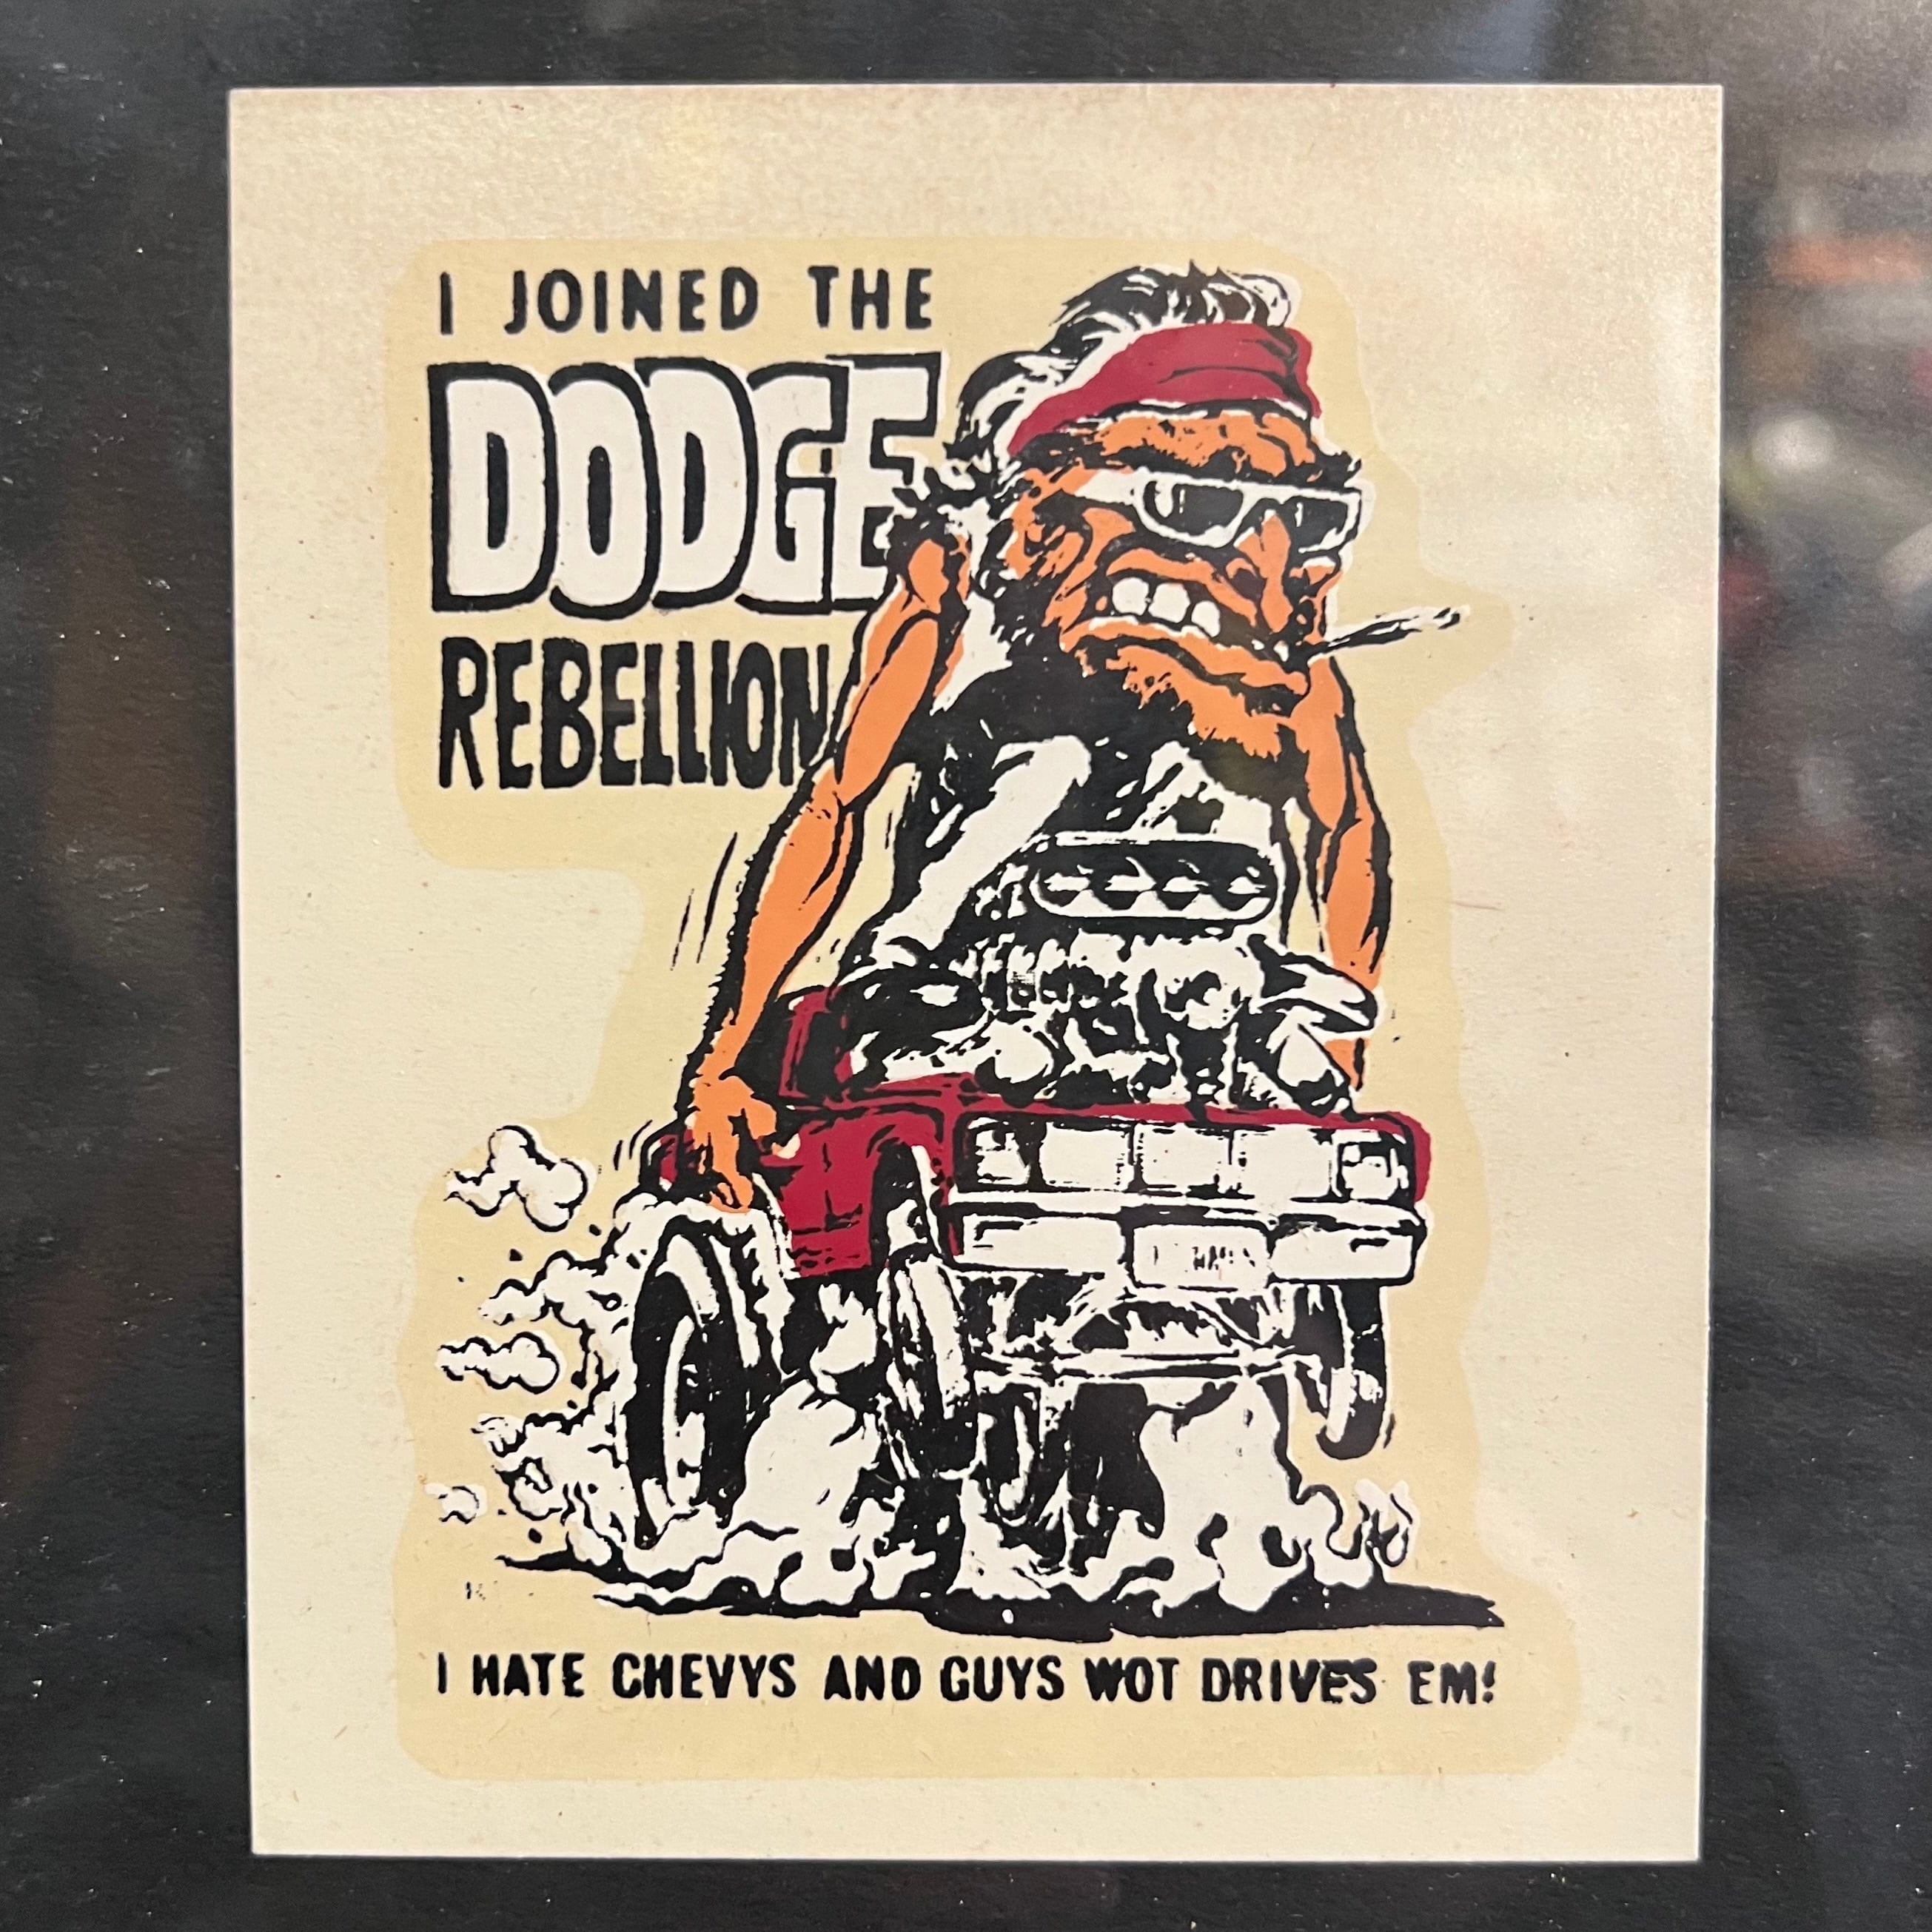 I JOINED THE
DODGE
REBELLION
I HATE CHEVYS AND GUYS WOT DRIVES EM!